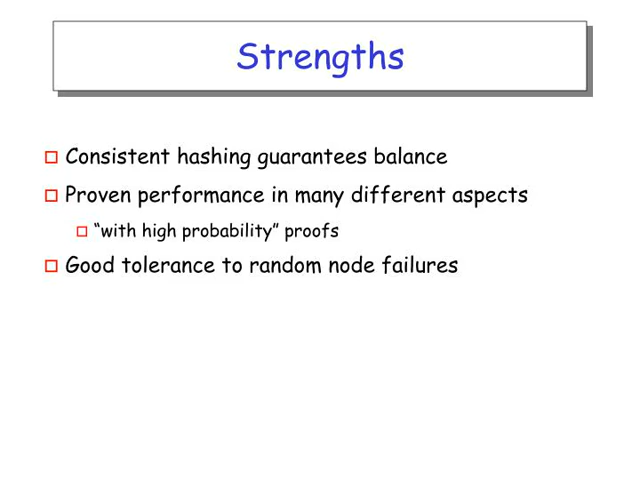 Strengths
Consistent hashing guarantees balance
Proven performance in many different aspects
“with high probability” proofs
Good tolerance to random node failures